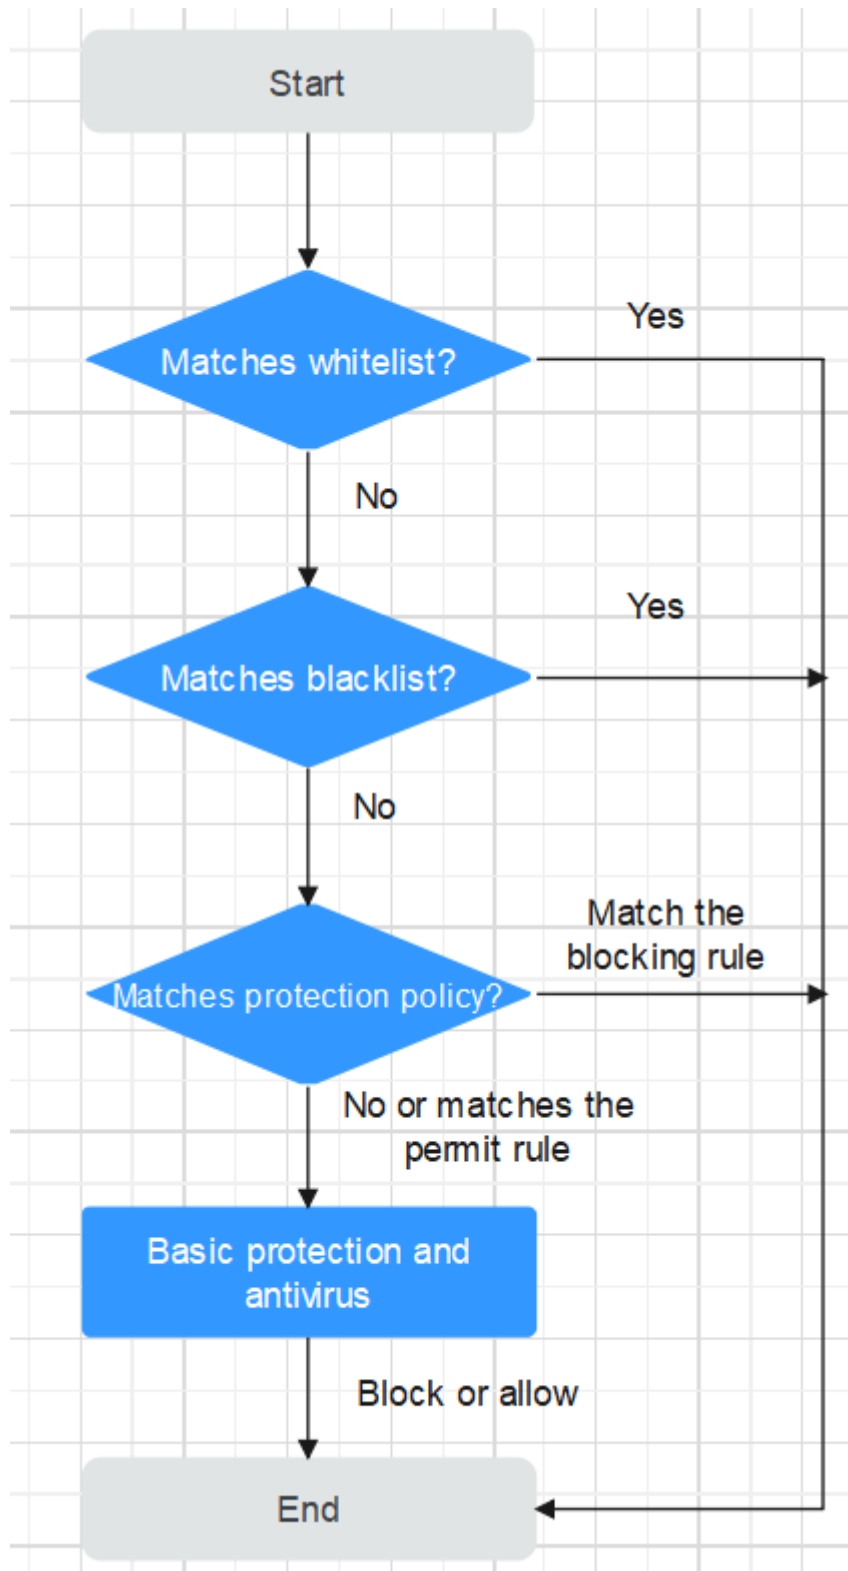 Start
Matches whitelist?
Yes
No
Matches blacklist?
Yes
No
Matches protection policy?
Match the
blocking rule
No or matches the
permit rule
Basic protection and
antivirus
Block or allow
End